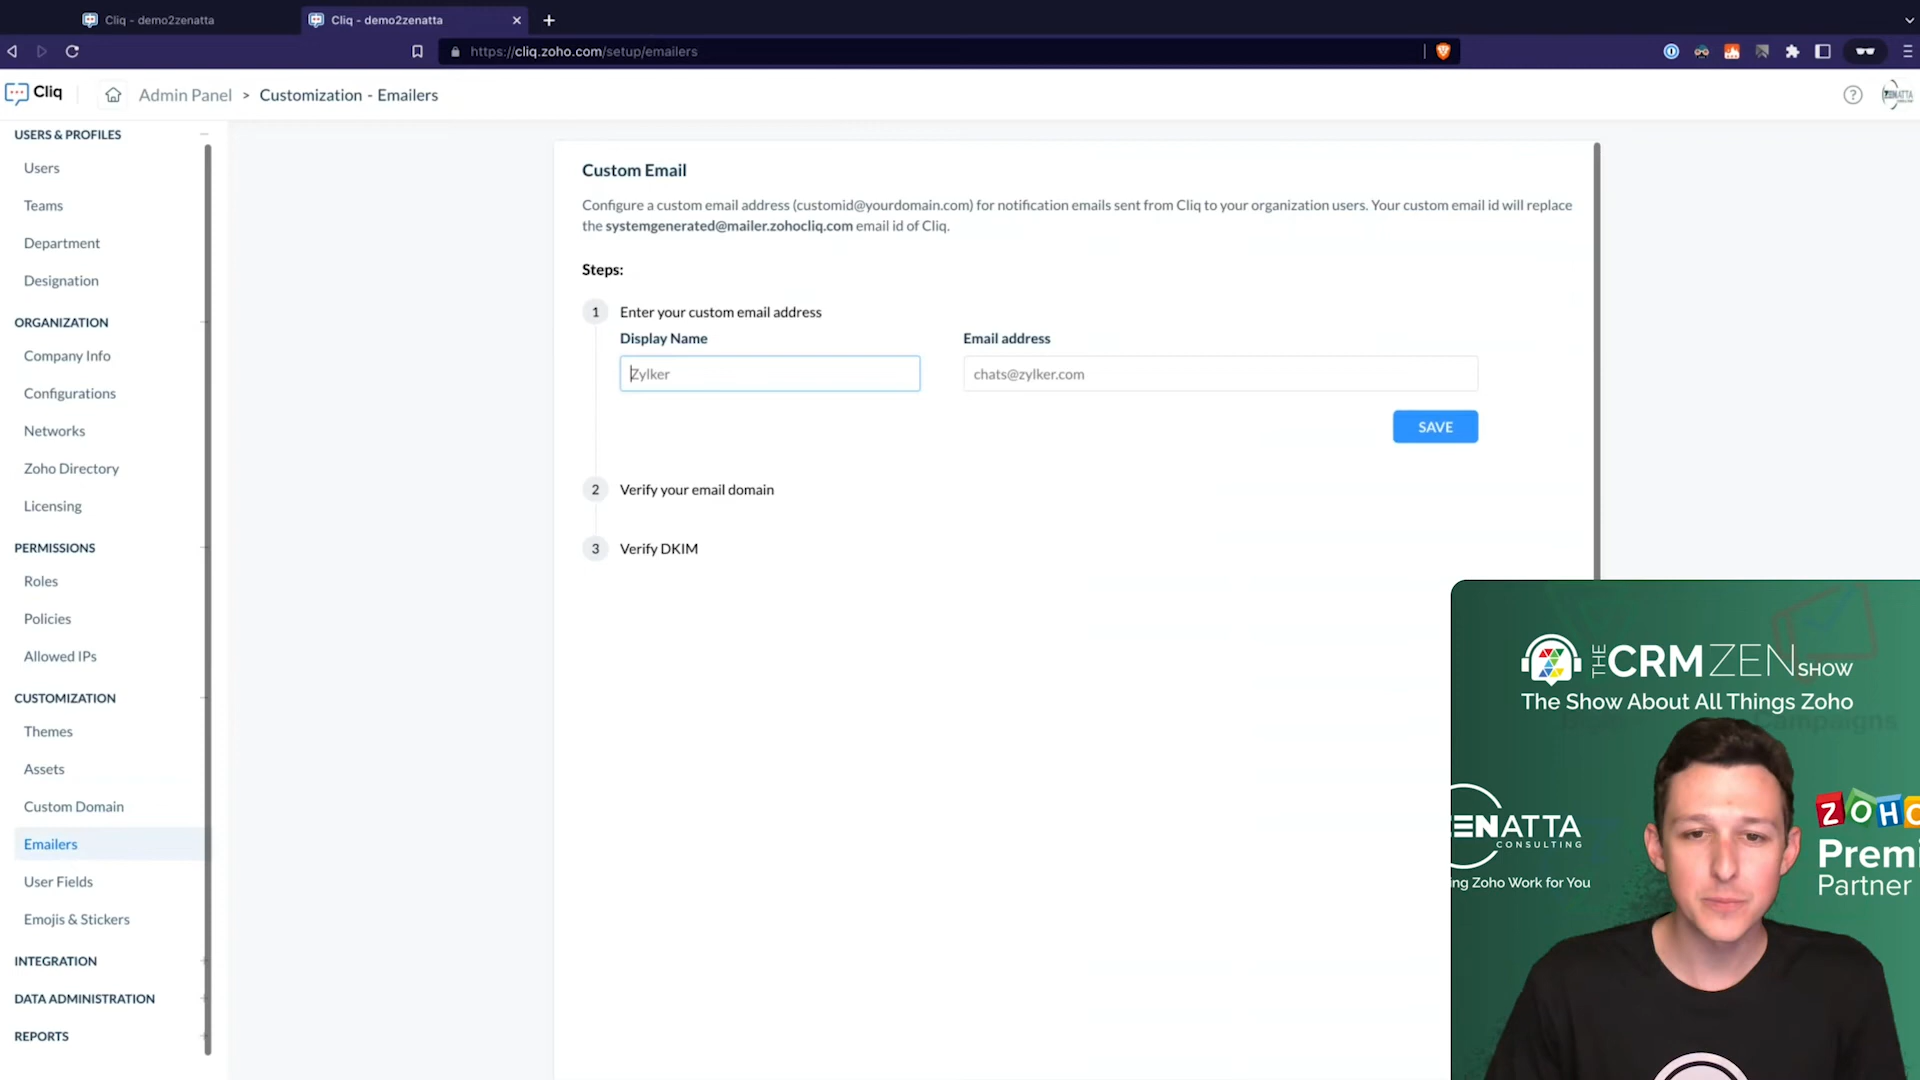 Cliq - demo2zenatta
Cliq - demo2zenatta
https://cliq.zoho.com/setup/emailers
Cliq
Admin Panel > Customization - Emailers
USERS & PROFILES
Users
Teams
Department
Designation
ORGANIZATION
Company Info
Configurations
Networks
Zoho Directory
Licensing
PERMISSIONS
Roles
Policies
Allowed IPs
CUSTOMIZATION
Themes
Assets
Custom Domain
Emailers
User Fields
Emojis & Stickers
INTEGRATION
DATA ADMINISTRATION
REPORTS
Custom Email
Configure a custom email address (customid@yourdomain.com) for notification emails sent from Cliq to your organization users. Your custom email id will replace
the systemgenerated@mailer.zohocliq.com email id of Cliq.
Steps:
1 Enter your custom email address
Display Name Email address
Zylker chats@zylker.com
SAVE
2 Verify your email domain
3 Verify DKIM
THE CRMZEN SHOW
The Show About All Things Zoho
Campaigns
ENATTA
CONSULTING
ing Zoho Work for You
ZOHO
Premi
Partner